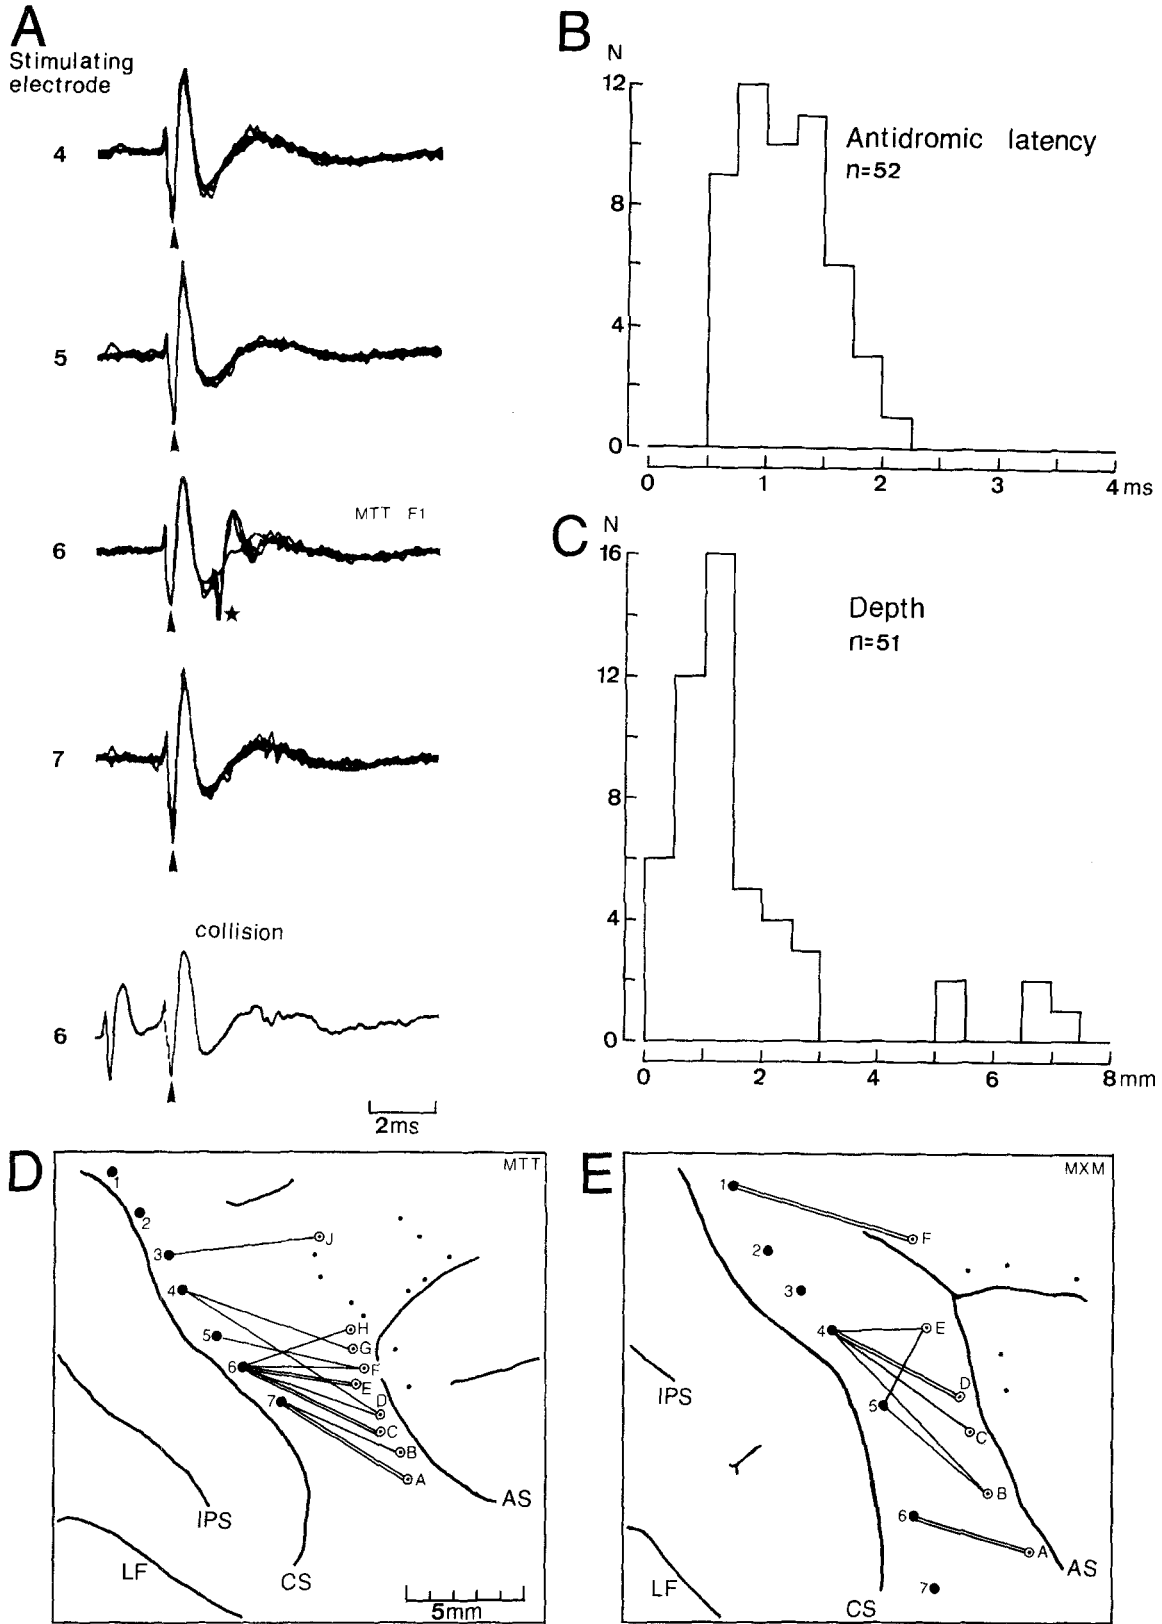 A
Stimulating
electrode
4
5
6
MTT F1
★
7
collision
6
2ms
B
N
12
8
4
0
Antidromic latency
n=52
0 1 2 3 4 ms
C
N
16
12
8
4
0
Depth
n=51
0 2 4 6 8 mm
D
MTT
1
2
3
4
5
6
7
J
H
G
F
E
D
C
B
A
IPS
LF
CS
AS
5mm
E
MXM
1
2
3
4
5
6
7
F
E
D
C
B
A
IPS
LF
CS
AS